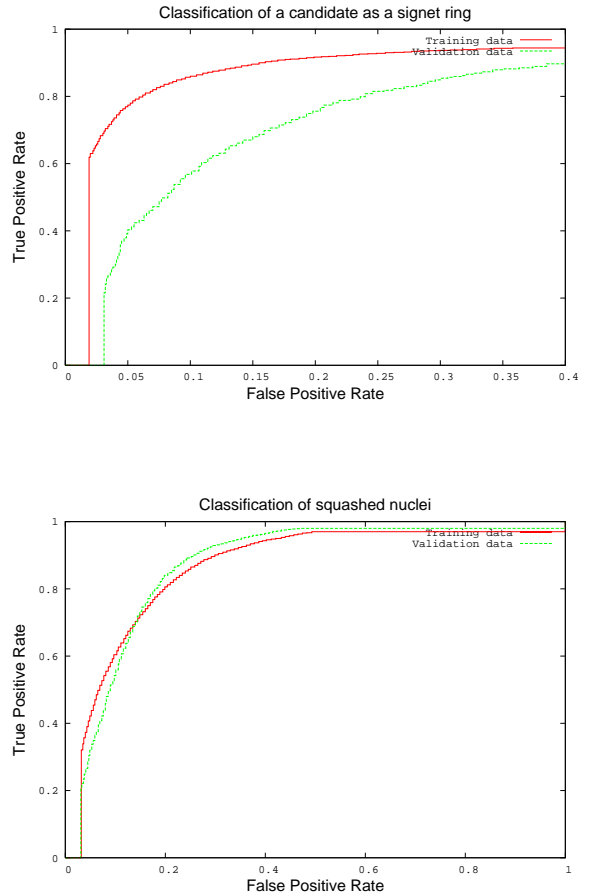 Classification of a candidate as a signet ring
1
Training data
Validation data
0.8
0.6
0.4
0.2
0
True Positive Rate
0 0.05 0.1 0.15 0.2 0.25 0.3 0.35 0.4
False Positive Rate
Classification of squashed nuclei
1
Training data
Validation data
0.8
0.6
0.4
0.2
0
True Positive Rate
0 0.2 0.4 0.6 0.8 1
False Positive Rate